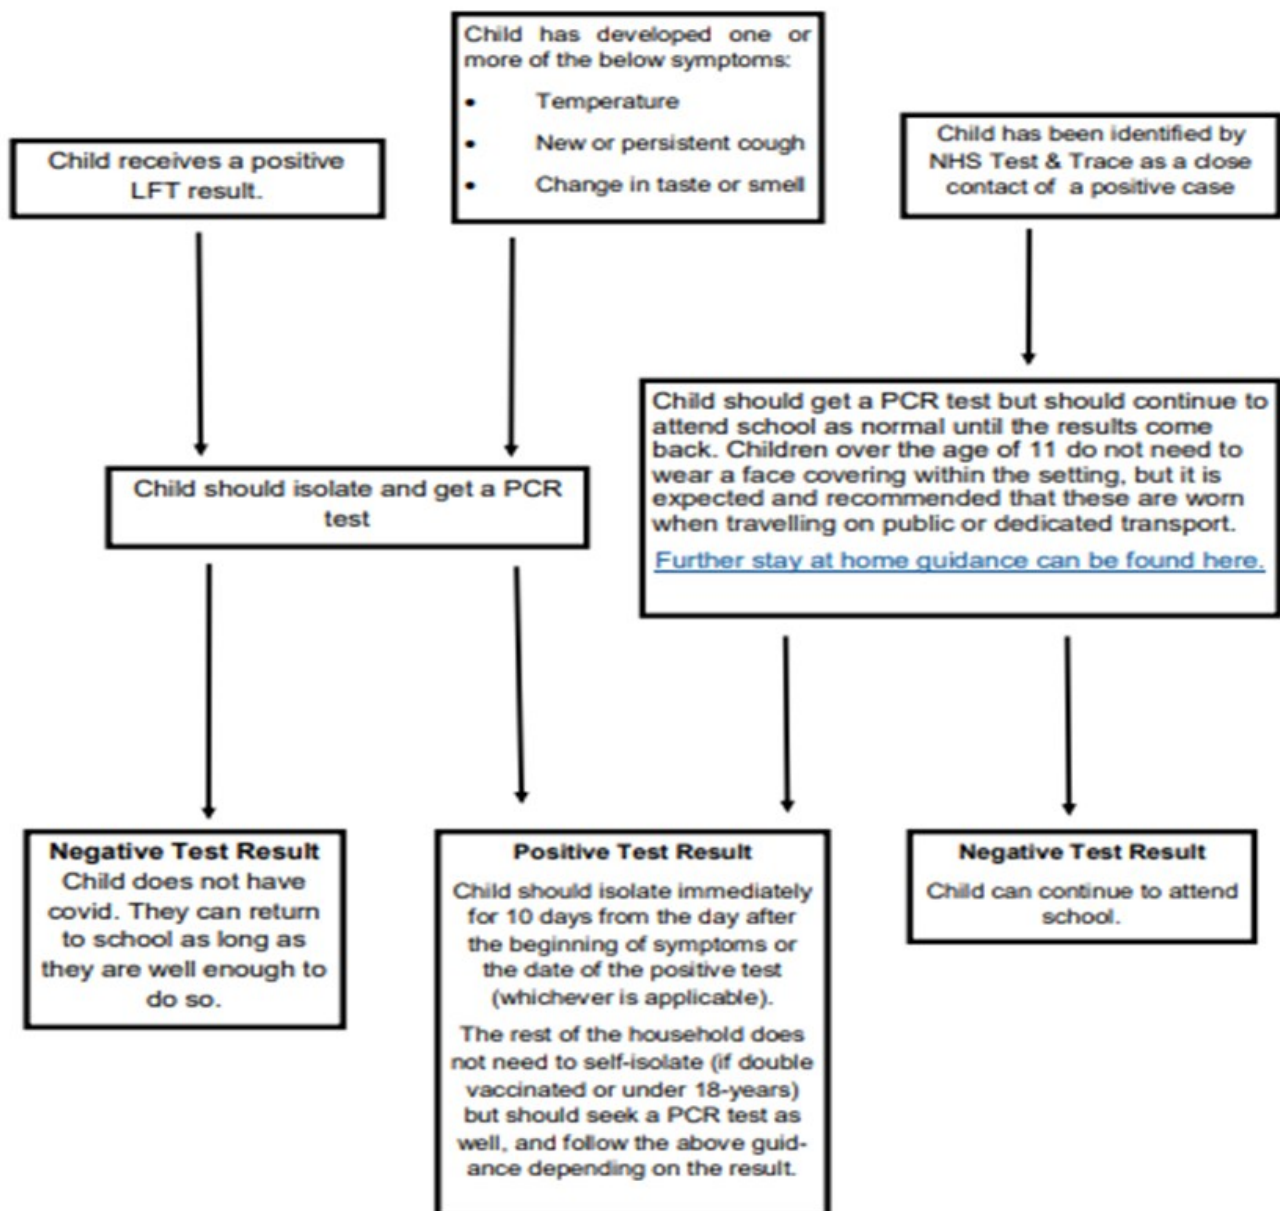 Child receives a positive
LFT result.
Child has developed one or
more of the below symptoms:
• Temperature
• New or persistent cough
• Change in taste or smell
Child has been identified by
NHS Test & Trace as a close
contact of a positive case
Child should isolate and get a PCR
test
Child should get a PCR test but should continue to
attend school as normal until the results come
back. Children over the age of 11 do not need to
wear a face covering within the setting, but it is
expected and recommended that these are worn
when travelling on public or dedicated transport.
Further stay at home guidance can be found here.
Negative Test Result
Child does not have
covid. They can return
to school as long as
they are well enough to
do so.
Positive Test Result
Child should isolate immediately
for 10 days from the day after
the beginning of symptoms or
the date of the positive test
(whichever is applicable).
The rest of the household does
not need to self-isolate (if double
vaccinated or under 18-years)
but should seek a PCR test as
well, and follow the above guid-
ance depending on the result.
Negative Test Result
Child can continue to attend
school.